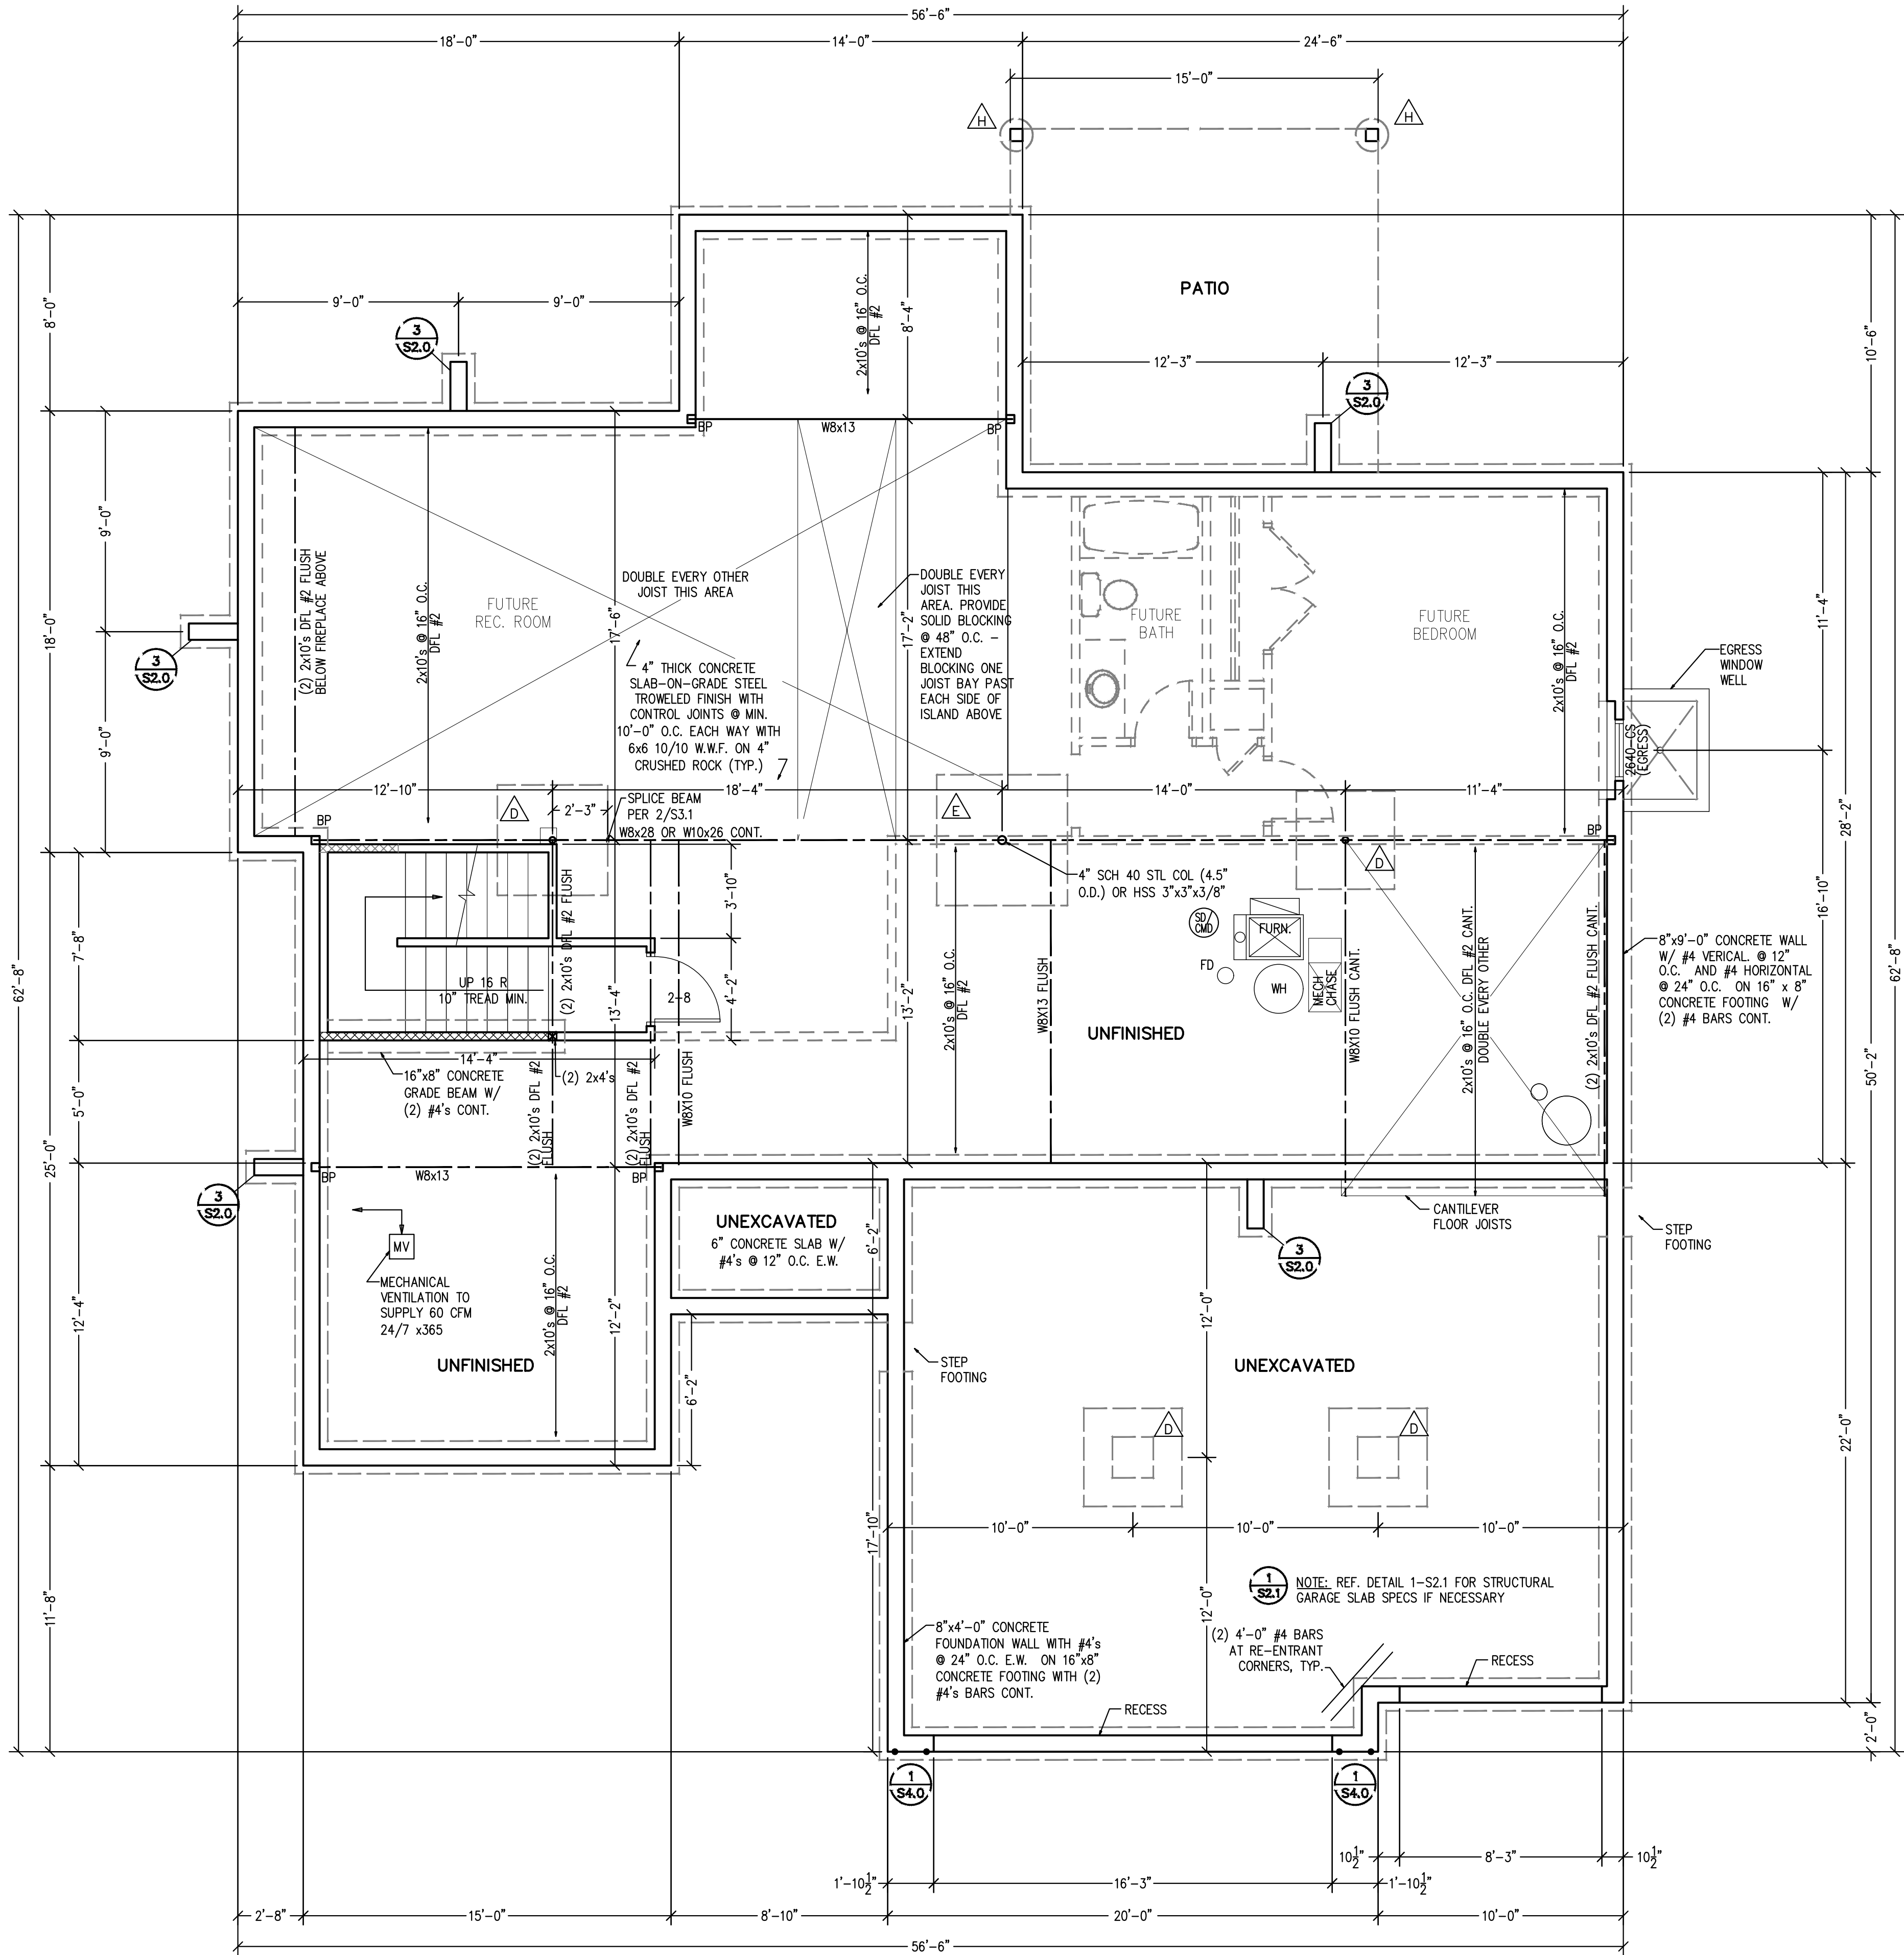 56'-6"
18'-0"
14'-0"
24'-6"
15'-0"
H
H
PATIO
9'-0"
9'-0"
3
S2.0
2x10's @ 16" O.C.
DFL #2
8'-4"
12'-3"
12'-3"
3
S2.0
8'-0"
10'-6"
BP
W8x13
BP
9'-0"
18'-0"
9'-0"
62'-8"
3
S2.0
(2) 2x10's DFL #2 FLUSH
BELOW FIREPLACE ABOVE
2x10's @ 16" O.C.
DFL #2
FUTURE
REC. ROOM
DOUBLE EVERY OTHER
JOIST THIS AREA
17'-6"
4" THICK CONCRETE
SLAB-ON-GRADE STEEL
TROWELED FINISH WITH
CONTROL JOINTS @ MIN.
10'-0" O.C. EACH WAY WITH
6x6 10/10 W.W.F. ON 4"
CRUSHED ROCK (TYP.)
17'-2"
DOUBLE EVERY
JOIST THIS
AREA. PROVIDE
SOLID BLOCKING
@ 48" O.C. -
EXTEND
BLOCKING ONE
JOIST BAY PAST
EACH SIDE OF
ISLAND ABOVE
FUTURE
BATH
FUTURE
BEDROOM
2x10's @ 16" O.C.
DFL #2
EGRESS
WINDOW
WELL
2640-CS
(EGRESS)
11'-4"
28'-2"
62'-8"
12'-10"
18'-4"
14'-0"
11'-4"
D
2'-3"
SPLICE BEAM
PER 2/S3.1
W8x28 OR W10x26 CONT.
E
BP
BP
D
4" SCH 40 STL COL (4.5"
O.D.) OR HSS 3"x3"x3/8"
7'-8"
UP 16 R
10" TREAD MIN.
(2) 2x10's DFL #2 FLUSH
3'-10"
4'-2"
2-8
13'-4"
13'-2"
14'-4"
16"x8" CONCRETE
GRADE BEAM W/
(2) #4's CONT.
(2) 2x4's
(2) 2x10's DFL #2
FLUSH
(2) 2x10's DFL #2
FLUSH
W8X10 FLUSH
2x10's @ 16" O.C.
DFL #2
W8X13 FLUSH
SD/
CMD
FURN.
FD
WH
MECH
CHASE
UNFINISHED
W8X10 FLUSH CANT.
2x10's @ 16" O.C. DFL #2 CANT.
DOUBLE EVERY OTHER
(2) 2x10's DFL #2 FLUSH CANT.
16'-10"
8"x9'-0" CONCRETE WALL
W/ #4 VERICAL. @ 12"
O.C. AND #4 HORIZONTAL
@ 24" O.C. ON 16" x 8"
CONCRETE FOOTING W/
(2) #4 BARS CONT.
50'-2"
5'-0"
25'-0"
3
S2.0
BP
W8x13
BP
UNEXCAVATED
6" CONCRETE SLAB W/
#4's @ 12" O.C. E.W.
6'-2"
3
S2.0
CANTILEVER
FLOOR JOISTS
STEP
FOOTING
MV
MECHANICAL
VENTILATION TO
SUPPLY 60 CFM
24/7 x365
12'-4"
2x10's @ 16" O.C.
DFL #2
12'-2"
UNFINISHED
6'-2"
STEP
FOOTING
12'-0"
UNEXCAVATED
D
D
22'-0"
10'-0"
10'-0"
10'-0"
17'-10"
11'-8"
1
S2.1
NOTE: REF. DETAIL 1-S2.1 FOR STRUCTURAL
GARAGE SLAB SPECS IF NECESSARY
12'-0"
8"x4'-0" CONCRETE
FOUNDATION WALL WITH #4's
@ 24" O.C. E.W. ON 16"x8"
CONCRETE FOOTING WITH (2)
#4's BARS CONT.
(2) 4'-0" #4 BARS
AT RE-ENTRANT
CORNERS, TYP.
RECESS
RECESS
2'-0"
1
S4.0
1
S4.0
10½"
8'-3"
10½"
1'-10½"
16'-3"
1'-10½"
2'-8"
15'-0"
8'-10"
20'-0"
10'-0"
56'-6"